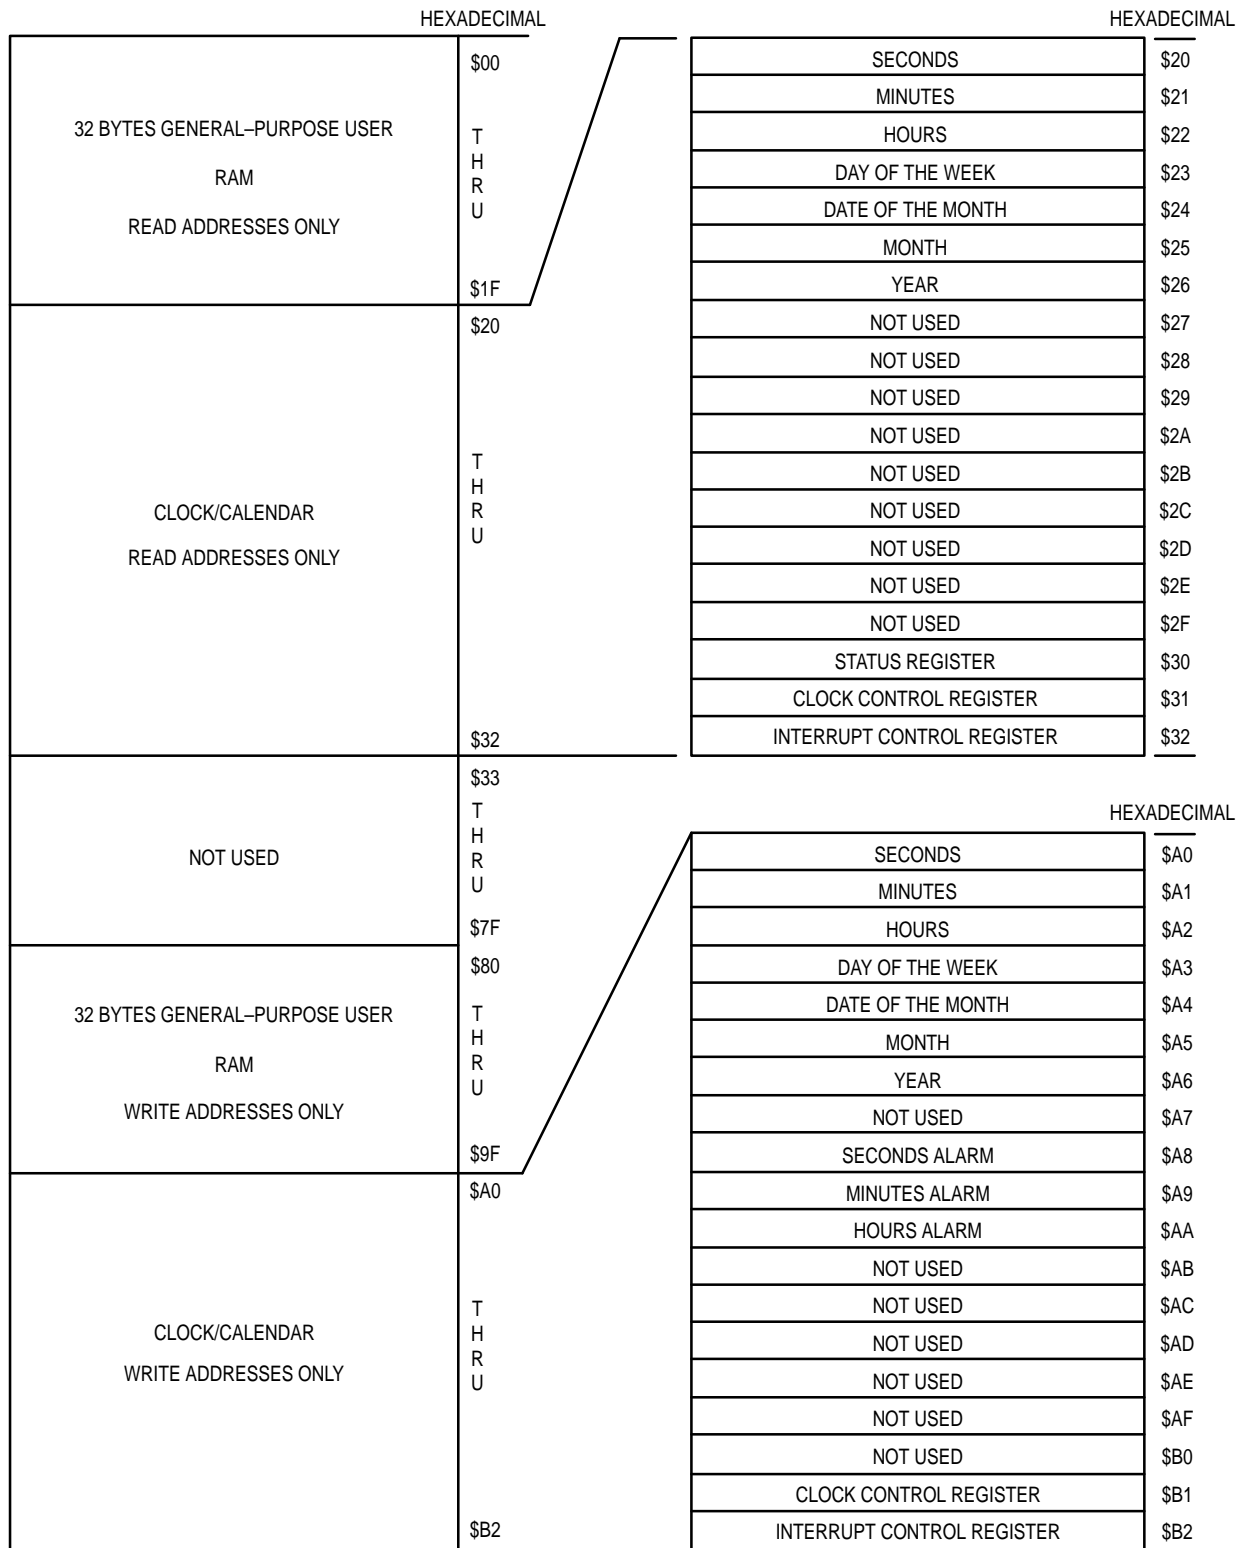 HEXADECIMAL
$00
32 BYTES GENERAL–PURPOSE USER
RAM
READ ADDRESSES ONLY
T
H
R
U
$1F
$20
CLOCK/CALENDAR
READ ADDRESSES ONLY
T
H
R
U
$32
$33
NOT USED
T
H
R
U
$7F
$80
32 BYTES GENERAL–PURPOSE USER
RAM
WRITE ADDRESSES ONLY
T
H
R
U
$9F
$A0
CLOCK/CALENDAR
WRITE ADDRESSES ONLY
T
H
R
U
$B2
HEXADECIMAL
SECONDS $20
MINUTES $21
HOURS $22
DAY OF THE WEEK $23
DATE OF THE MONTH $24
MONTH $25
YEAR $26
NOT USED $27
NOT USED $28
NOT USED $29
NOT USED $2A
NOT USED $2B
NOT USED $2C
NOT USED $2D
NOT USED $2E
NOT USED $2F
STATUS REGISTER $30
CLOCK CONTROL REGISTER $31
INTERRUPT CONTROL REGISTER $32
HEXADECIMAL
SECONDS $A0
MINUTES $A1
HOURS $A2
DAY OF THE WEEK $A3
DATE OF THE MONTH $A4
MONTH $A5
YEAR $A6
NOT USED $A7
SECONDS ALARM $A8
MINUTES ALARM $A9
HOURS ALARM $AA
NOT USED $AB
NOT USED $AC
NOT USED $AD
NOT USED $AE
NOT USED $AF
NOT USED $B0
CLOCK CONTROL REGISTER $B1
INTERRUPT CONTROL REGISTER $B2